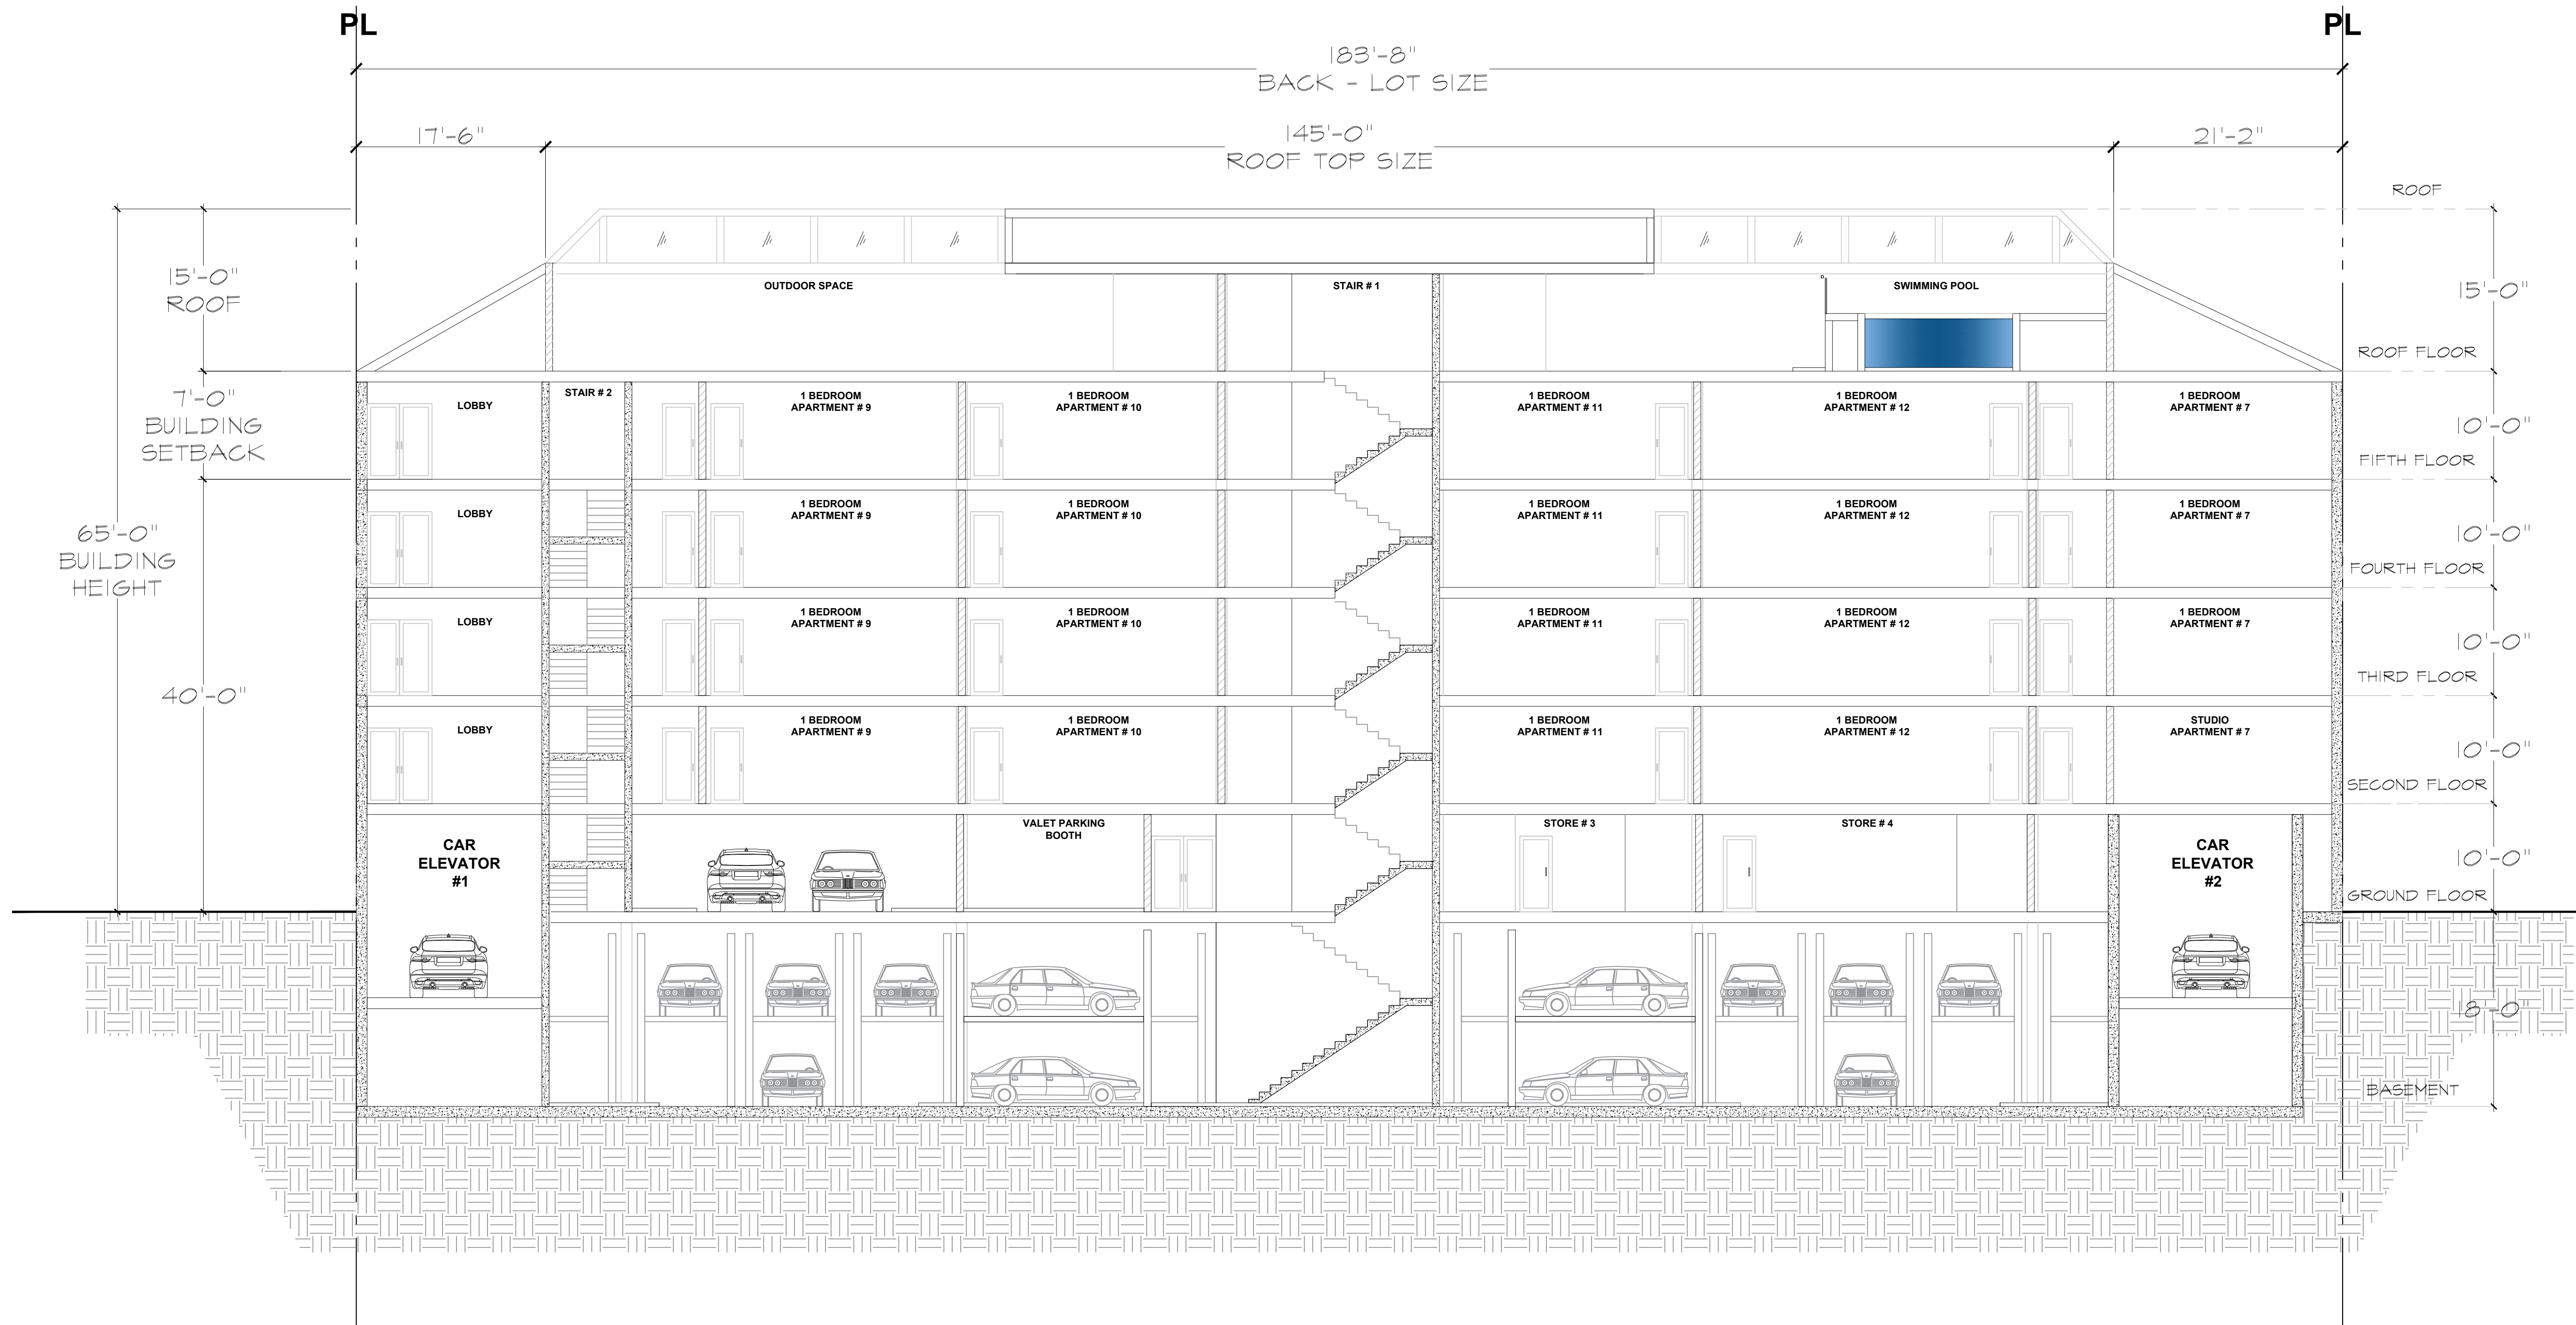 PL
PL
183'-8"
BACK - LOT SIZE
17'-6"
145'-0"
ROOF TOP SIZE
21'-2"
ROOF
15'-0"
ROOF
OUTDOOR SPACE
STAIR # 1
SWIMMING POOL
15'-0"
ROOF FLOOR
7'-0"
BUILDING
SETBACK
LOBBY
STAIR # 2
1 BEDROOM
APARTMENT # 9
1 BEDROOM
APARTMENT # 10
1 BEDROOM
APARTMENT # 11
1 BEDROOM
APARTMENT # 12
1 BEDROOM
APARTMENT # 7
10'-0"
FIFTH FLOOR
65'-0"
BUILDING
HEIGHT
LOBBY
1 BEDROOM
APARTMENT # 9
1 BEDROOM
APARTMENT # 10
1 BEDROOM
APARTMENT # 11
1 BEDROOM
APARTMENT # 12
1 BEDROOM
APARTMENT # 7
10'-0"
FOURTH FLOOR
LOBBY
1 BEDROOM
APARTMENT # 9
1 BEDROOM
APARTMENT # 10
1 BEDROOM
APARTMENT # 11
1 BEDROOM
APARTMENT # 12
1 BEDROOM
APARTMENT # 7
10'-0"
THIRD FLOOR
40'-0"
LOBBY
1 BEDROOM
APARTMENT # 9
1 BEDROOM
APARTMENT # 10
1 BEDROOM
APARTMENT # 11
1 BEDROOM
APARTMENT # 12
STUDIO
APARTMENT # 7
10'-0"
SECOND FLOOR
CAR
ELEVATOR
#1
VALET PARKING
BOOTH
STORE # 3
STORE # 4
CAR
ELEVATOR
#2
10'-0"
GROUND FLOOR
18'-0"
BASEMENT